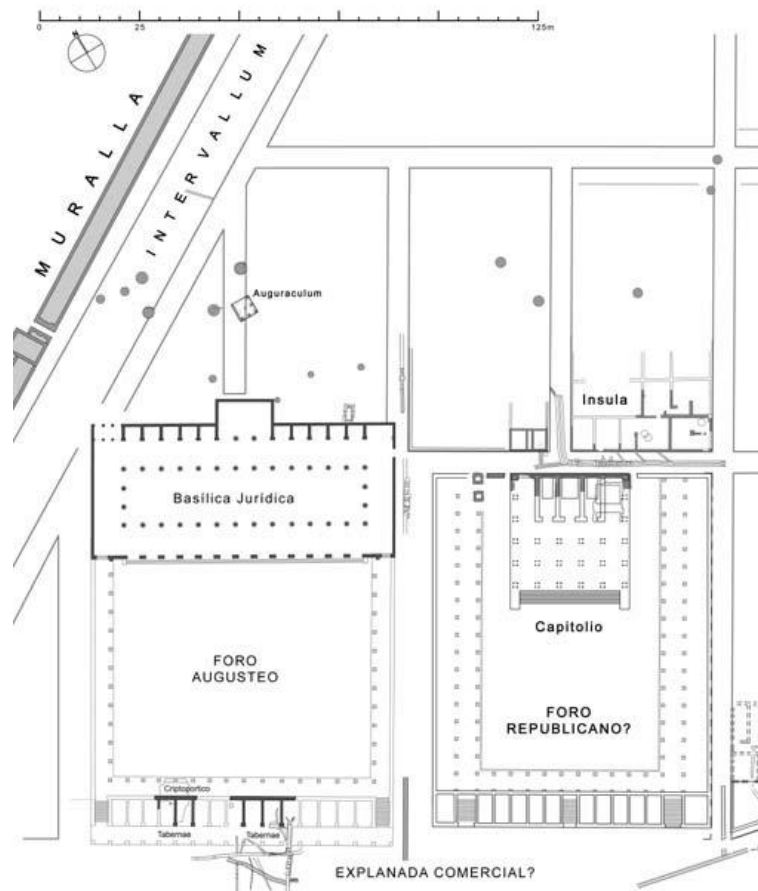 0
25
125m
N
MURALLA
INTERVALLUM
Auguraculum
Insula
Basílica Jurídica
Capitolio
FORO
AUGUSTEO
FORO
REPUBLICANO?
Criptoportico
Tabernae
Tabernae
EXPLANADA COMERCIAL?